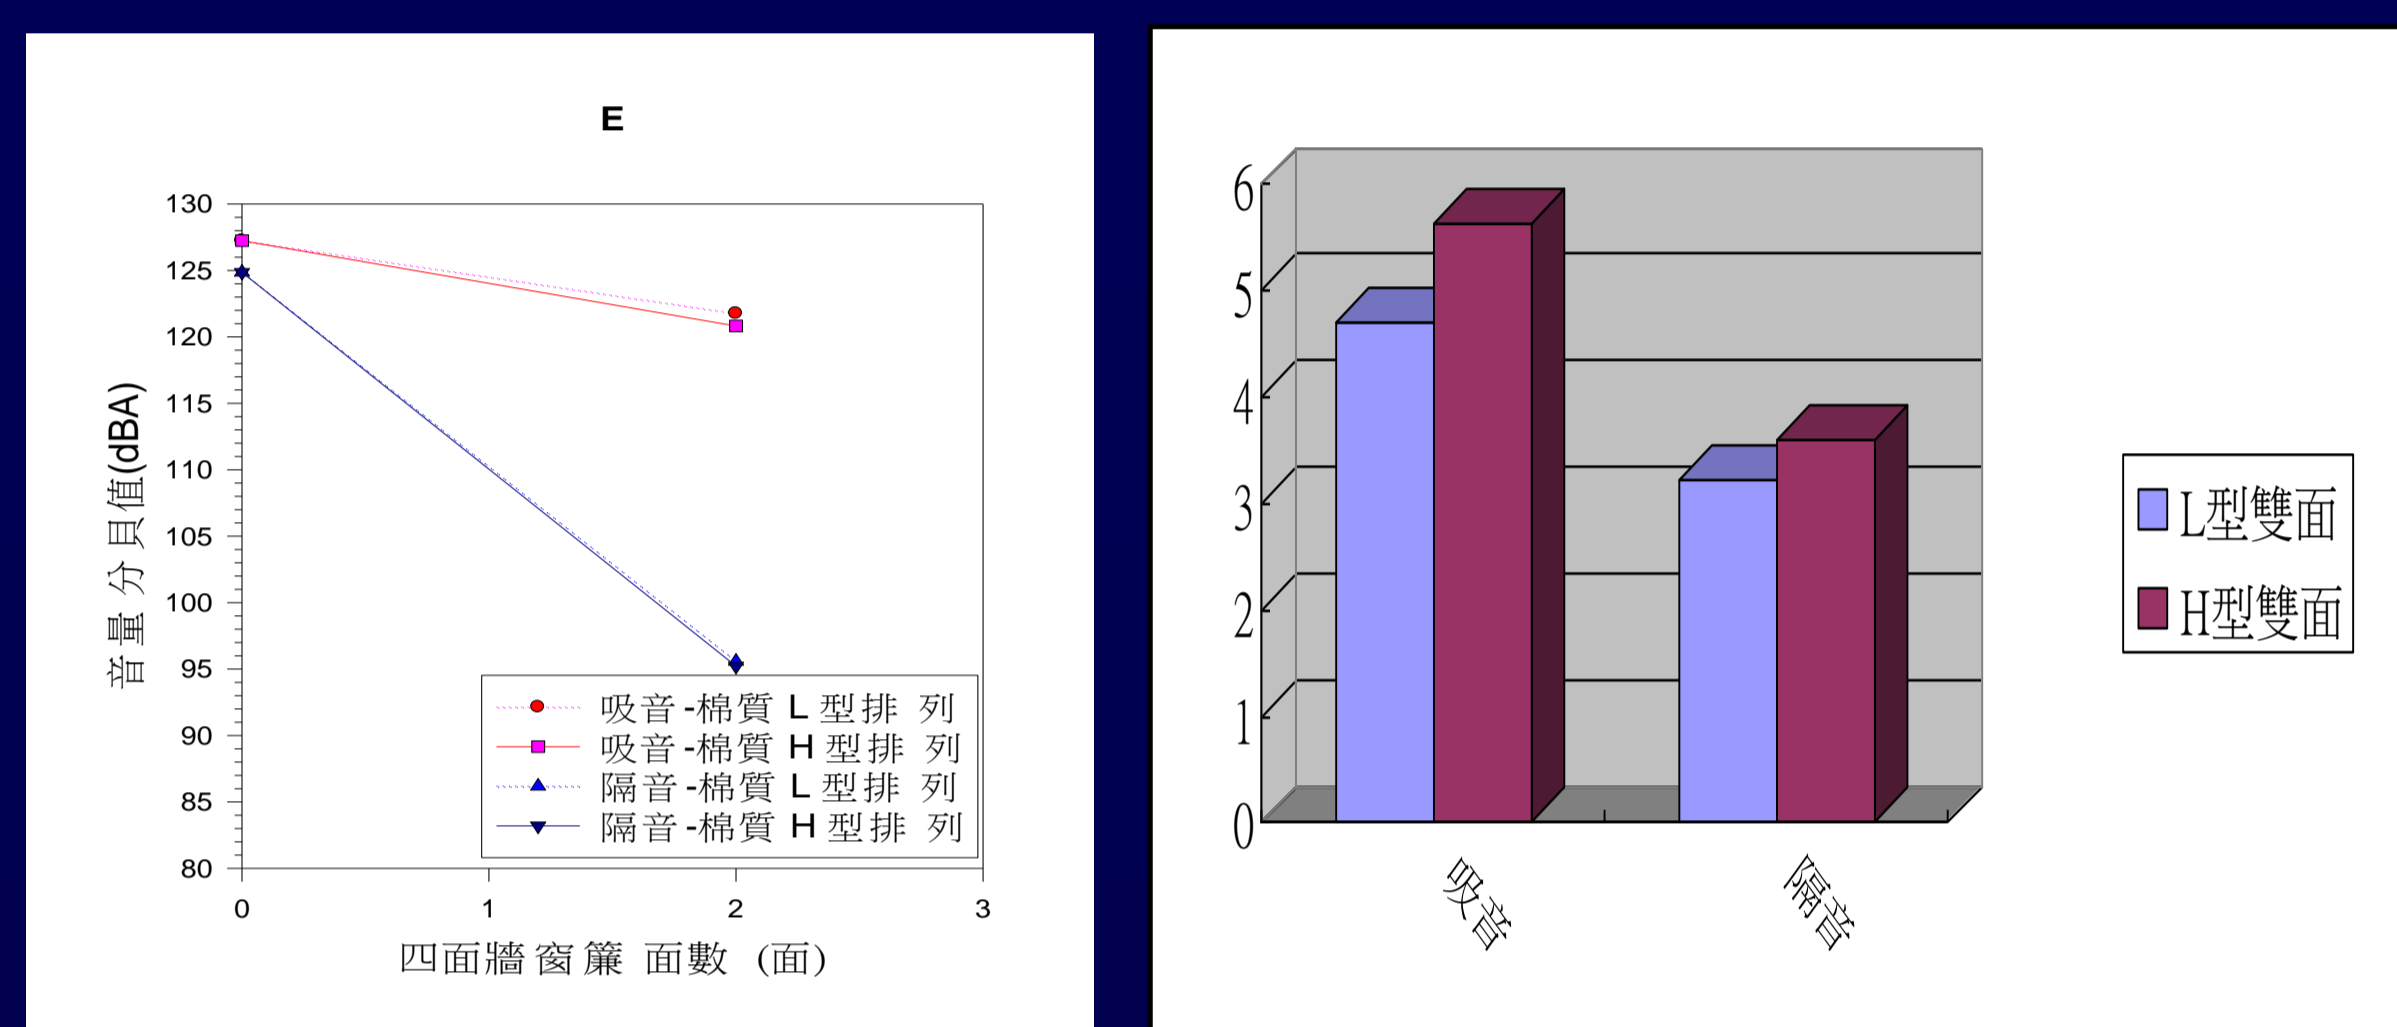 E
130
125
120
115
110
105
100
95
90
85
80
音量分貝值(dBA)
吸音-棉質 L 型排 列
吸音-棉質 H 型排 列
隔音-棉質 L 型排 列
隔音-棉質 H 型排 列
0 1 2 3
四面牆窗簾 面數 (面)
6
5
4
3
2
1
0
吸音
隔音
L型雙面
H型雙面